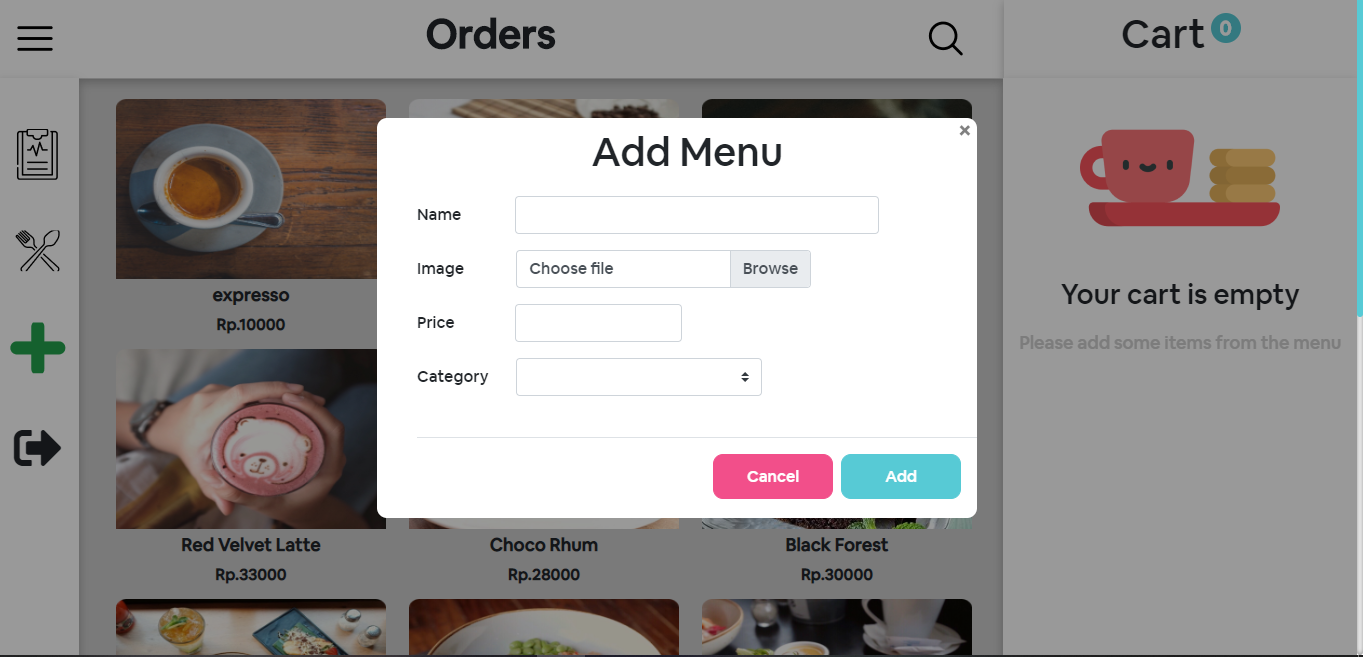 Orders
Cart 0
×
Add Menu
Name
Image Choose file Browse
Price
Category
Cancel Add
expresso
Rp.10000
Red Velvet Latte
Rp.33000
Choco Rhum
Rp.28000
Black Forest
Rp.30000
Your cart is empty
Please add some items from the menu